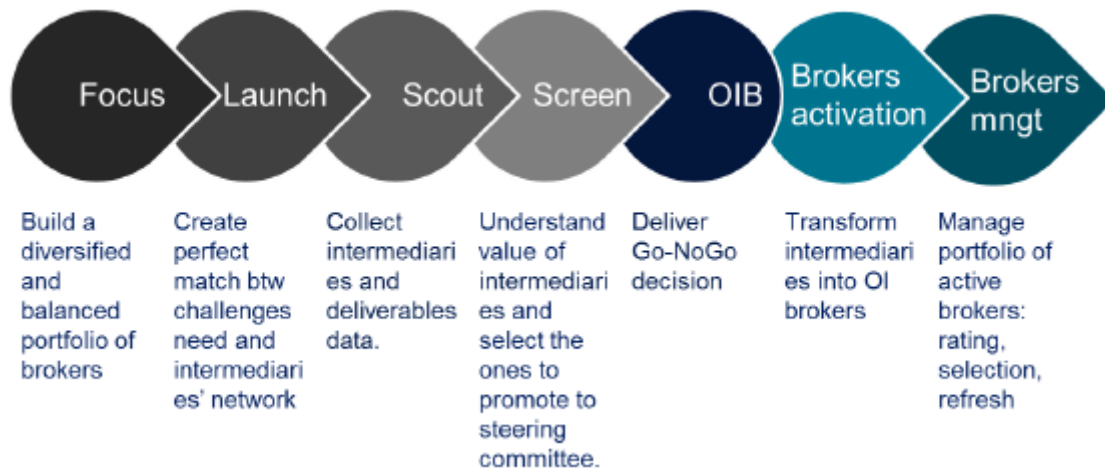 Focus
Launch
Scout
Screen
OIB
Brokers
activation
Brokers
mngt
Build a
diversified
and
balanced
portfolio of
brokers
Create
perfect
match btw
challenges
need and
intermediari
es' network
Collect
intermediari
es and
deliverables
data.
Understand
value of
intermediari
es and
select the
ones to
promote to
steering
committee.
Deliver
Go-NoGo
decision
Transform
intermediari
es into OI
brokers
Manage
portfolio of
active
brokers:
rating,
selection,
refresh